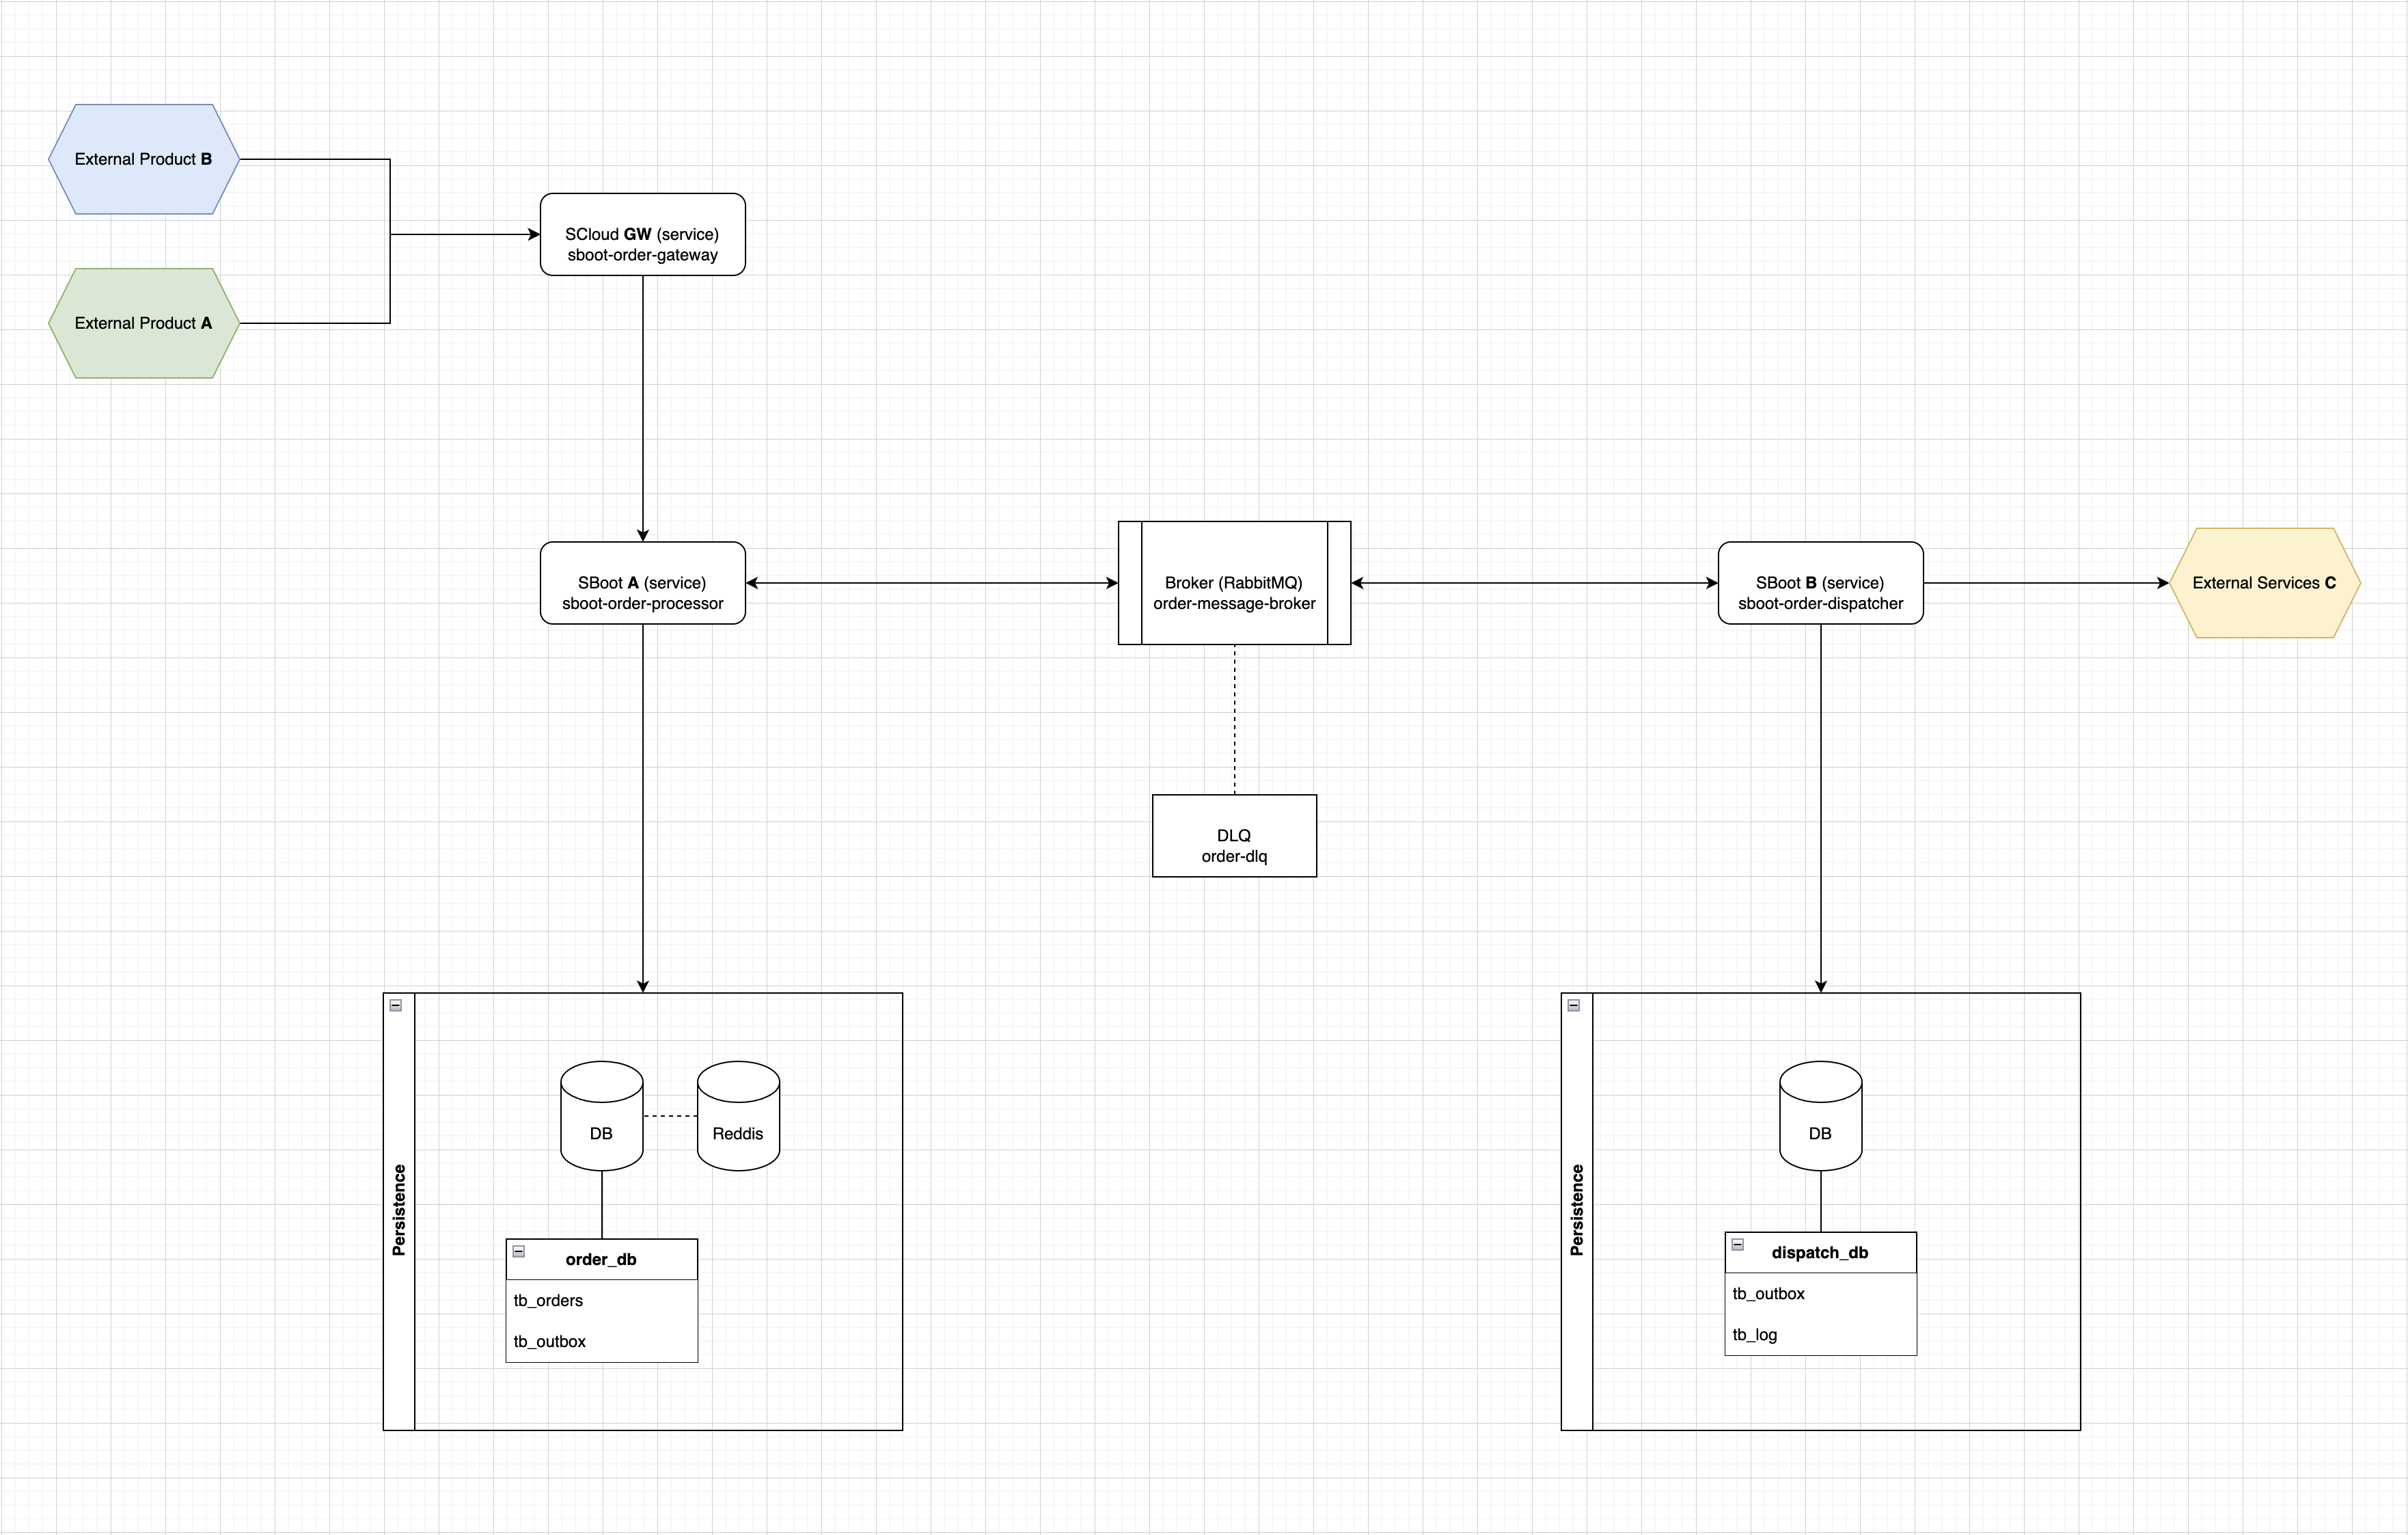 External Product B
External Product A
SCloud GW (service)
sboot-order-gateway
SBoot A (service)
sboot-order-processor
Broker (RabbitMQ)
order-message-broker
SBoot B (service)
sboot-order-dispatcher
External Services C
DLQ
order-dlq
Persistence
DB
Reddis
order_db
tb_orders
tb_outbox
Persistence
DB
dispatch_db
tb_outbox
tb_log